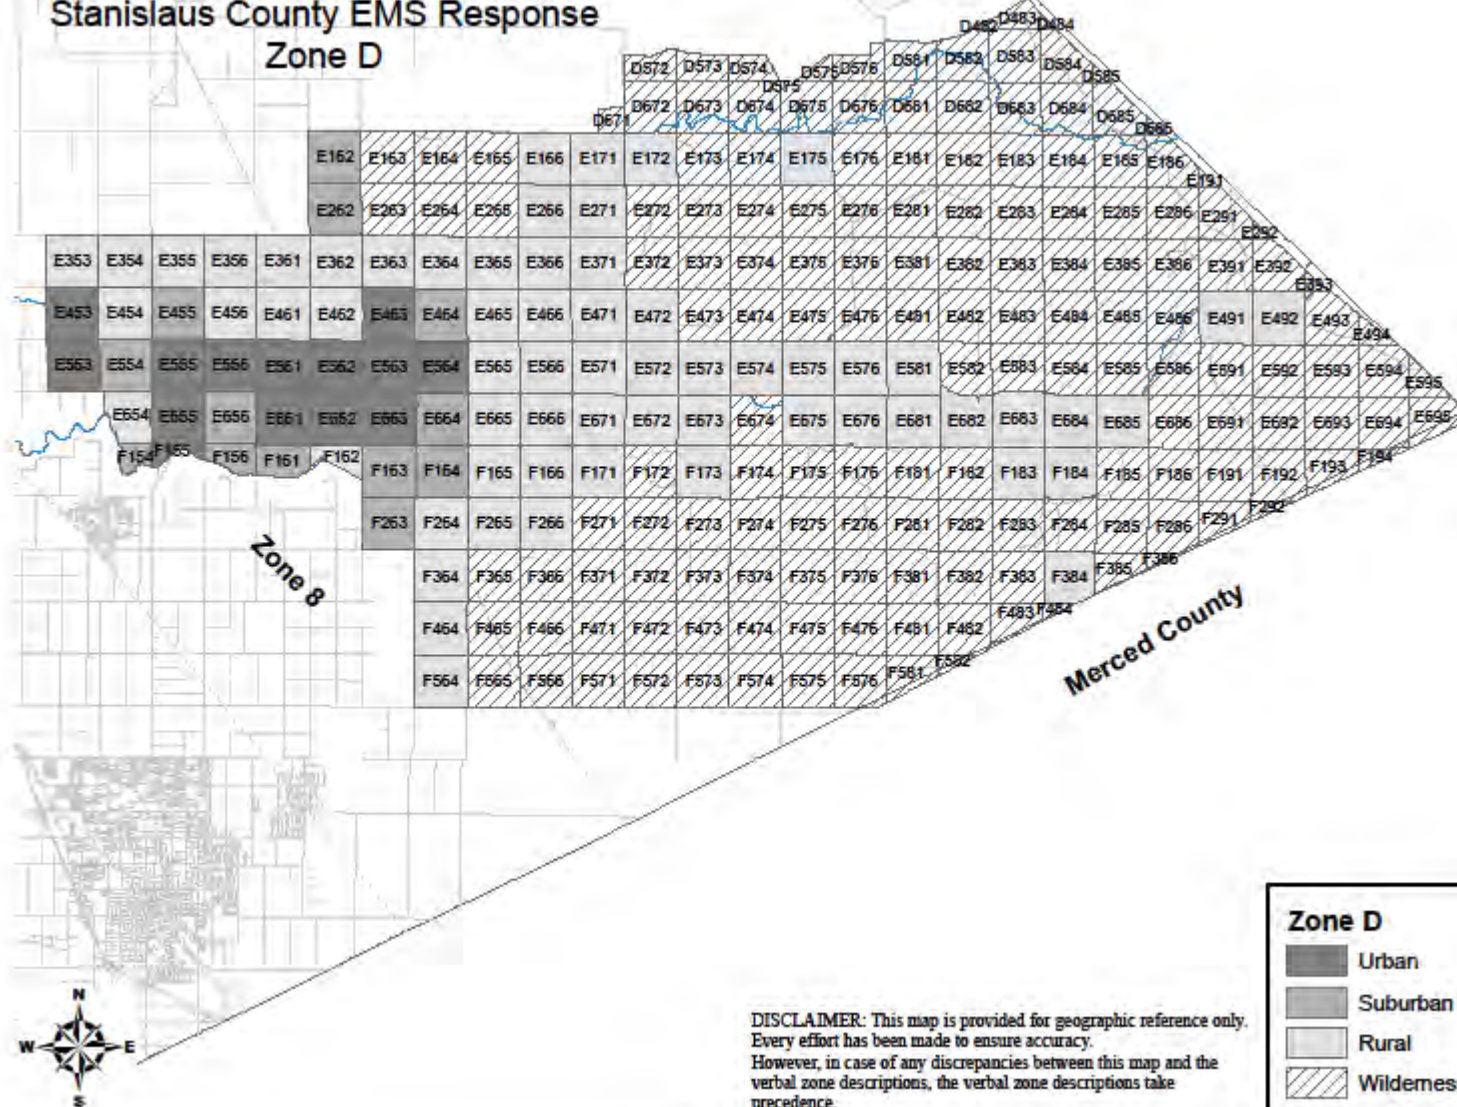 Stanislaus County EMS Response
Zone D
D482 D483 D484
D572 D573 D574 D575 D575 D576 D581 D582 D583 D584 D585
D671 D672 D673 D674 D675 D676 D681 D682 D683 D684 D685 D665
E162 E163 E164 E165 E166 E171 E172 E173 E174 E175 E176 E181 E182 E183 E184 E185 E186 E191
E262 E263 E264 E265 E266 E271 E272 E273 E274 E275 E276 E281 E282 E283 E284 E285 E286 E291 E292
E353 E354 E355 E356 E361 E362 E363 E364 E365 E366 E371 E372 E373 E374 E375 E376 E381 E382 E383 E384 E385 E386 E391 E392 E393
E453 E454 E455 E456 E461 E462 E463 E464 E465 E466 E471 E472 E473 E474 E475 E476 E481 E482 E483 E484 E485 E486 E491 E492 E493 E494
E553 E554 E555 E556 E561 E562 E563 E564 E565 E566 E571 E572 E573 E574 E575 E576 E581 E582 E583 E584 E585 E586 E591 E592 E593 E594 E595
E654 E655 E656 E661 E662 E663 E664 E665 E666 E671 E672 E673 E674 E675 E676 E681 E682 E683 E684 E685 E686 E691 E692 E693 E694 E695
F154 F155 F156 F161 F162 F163 F164 F165 F166 F171 F172 F173 F174 F175 F176 F181 F182 F183 F184 F185 F186 F191 F192 F193 F194
F263 F264 F265 F266 F271 F272 F273 F274 F275 F276 F281 F282 F283 F284 F285 F286 F291 F292
F364 F365 F366 F371 F372 F373 F374 F375 F376 F381 F382 F383 F384 F385 F386
F464 F465 F466 F471 F472 F473 F474 F475 F476 F481 F482 F483 F484
F564 F565 F566 F571 F572 F573 F574 F575 F576 F581 F582
Zone 8
Merced County
N
W E
S
DISCLAIMER: This map is provided for geographic reference only.
Every effort has been made to ensure accuracy.
However, in case of any discrepancies between this map and the
verbal zone descriptions, the verbal zone descriptions take
precedence.
Zone D
Urban
Suburban
Rural
Wildernes